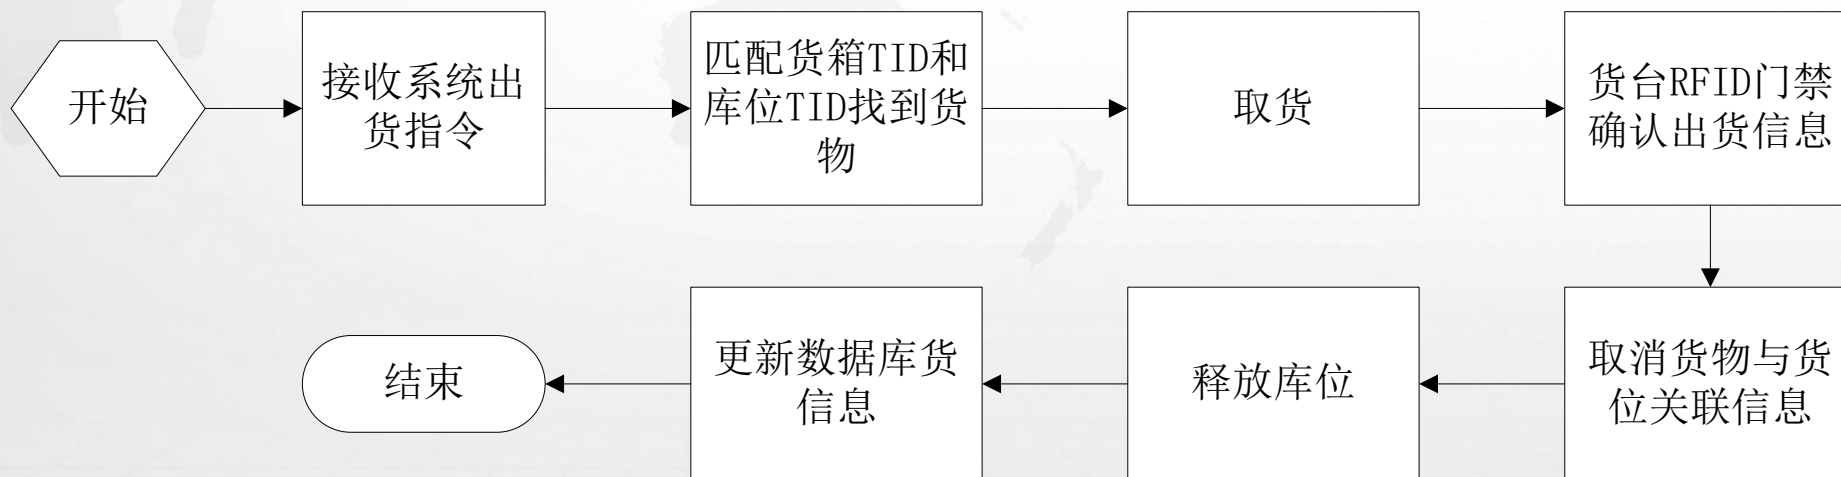 开始
接收系统出
货指令
匹配货箱TID和
库位TID找到货
物
取货
货台RFID门禁
确认出货信息
取消货物与货
位关联信息
释放库位
更新数据库货
信息
结束